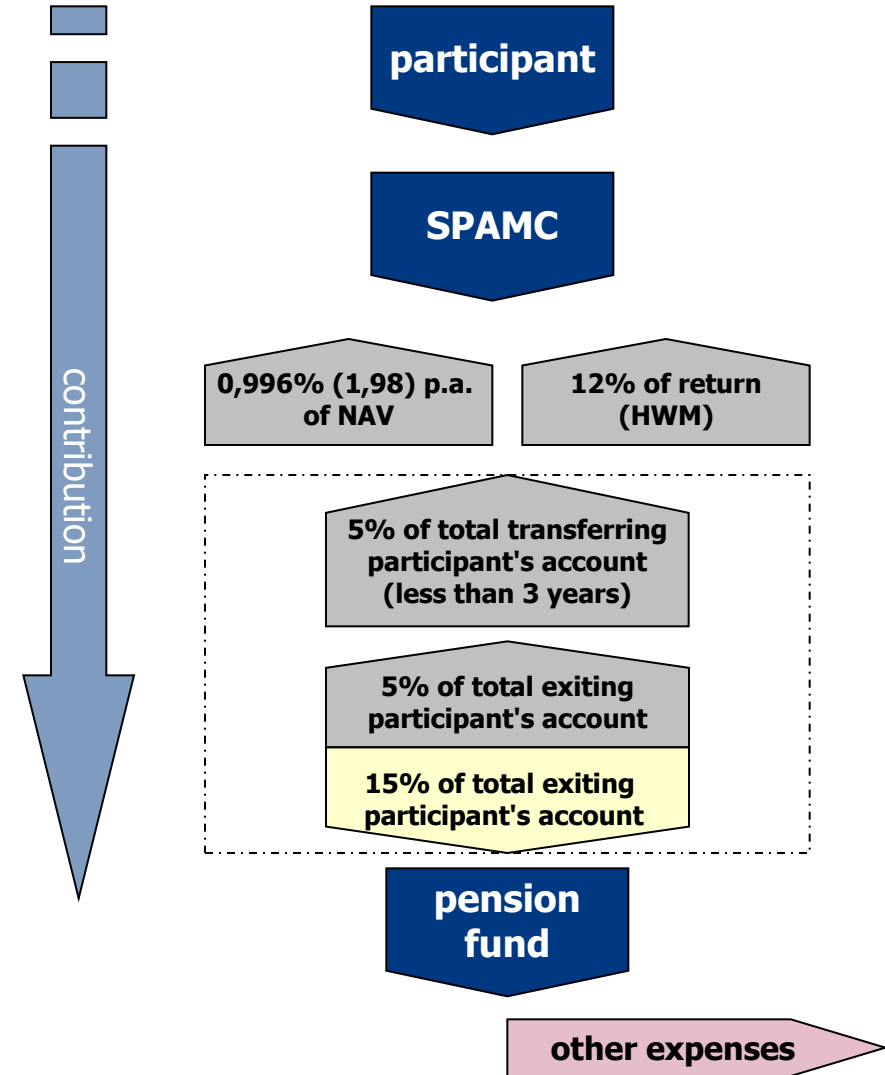 participant
SPAMC
contribution
0,996% (1,98) p.a.
of NAV
12% of return
(HWM)
5% of total transferring
participant's account
(less than 3 years)
5% of total exiting
participant's account
15% of total exiting
participant's account
pension
fund
other expenses